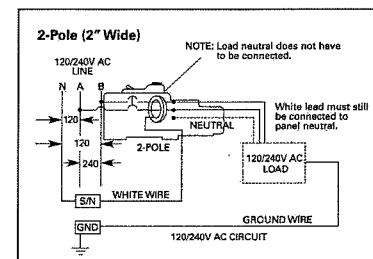 2-Pole (2" Wide)
NOTE: Load neutral does not have
to be connected.
120/240V AC
LINE
N A B
White lead must still
be connected to
panel neutral.
120
NEUTRAL
120
2-POLE
240
120/240V AC
LOAD
S/N
WHITE WIRE
GROUND WIRE
GND
120/240V AC CIRCUIT